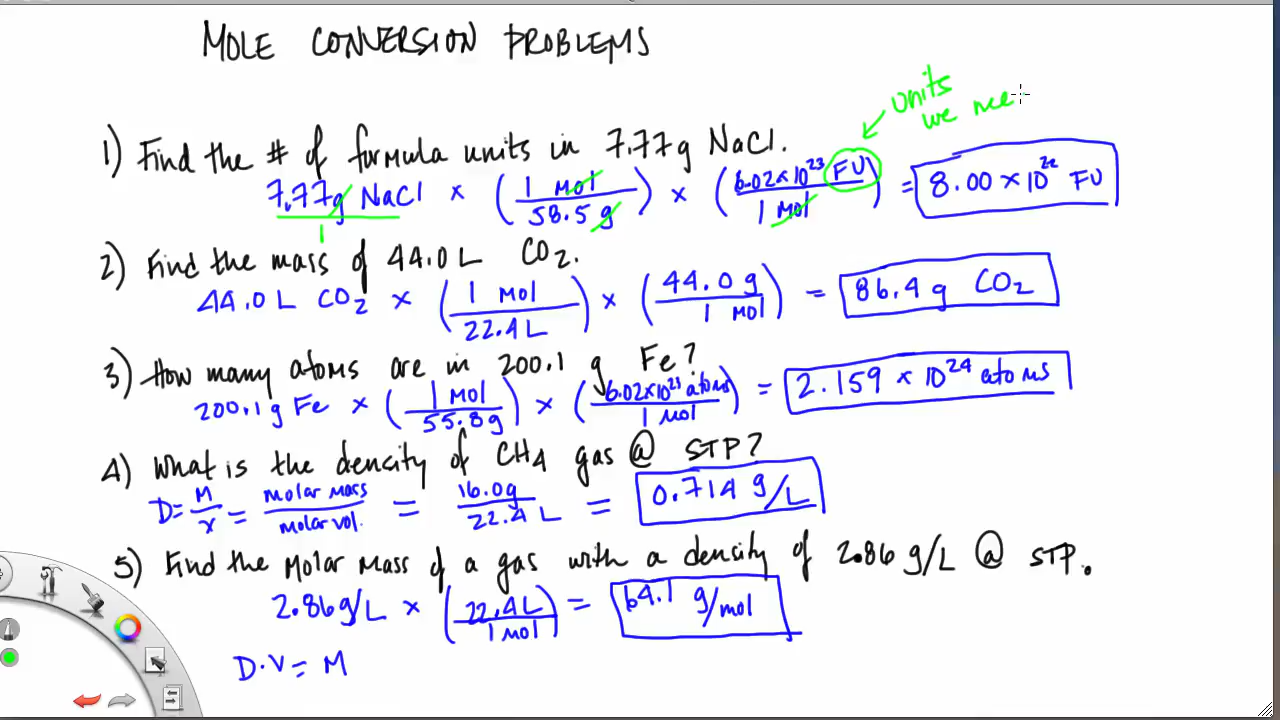 MOLE CONVERSION PROBLEMS
units
we nee
1) Find the # of formula units in 7.77g NaCl.
7.77g NaCl × (1 mol / 58.5 g) × (6.02×10²³ FU / 1 mol) = 8.00 × 10²² FU
1
2) Find the mass of 44.0 L CO₂.
44.0 L CO₂ × (1 mol / 22.4 L) × (44.0 g / 1 mol) = 86.4 g CO₂
3) How many atoms are in 200.1 g Fe?
200.1 g Fe × (1 mol / 55.8g) × (6.02×10²³ atoms / 1 mol) = 2.159 × 10²⁴ atoms
4) What is the density of CH₄ gas @ STP?
D = M/V = molar mass / molar vol. = 16.0g / 22.4 L = 0.714 g/L
5) Find the molar mass of a gas with a density of 2.86 g/L @ STP.
2.86g/L × (22.4L / 1 mol) = 64.1 g/mol
D·V = M